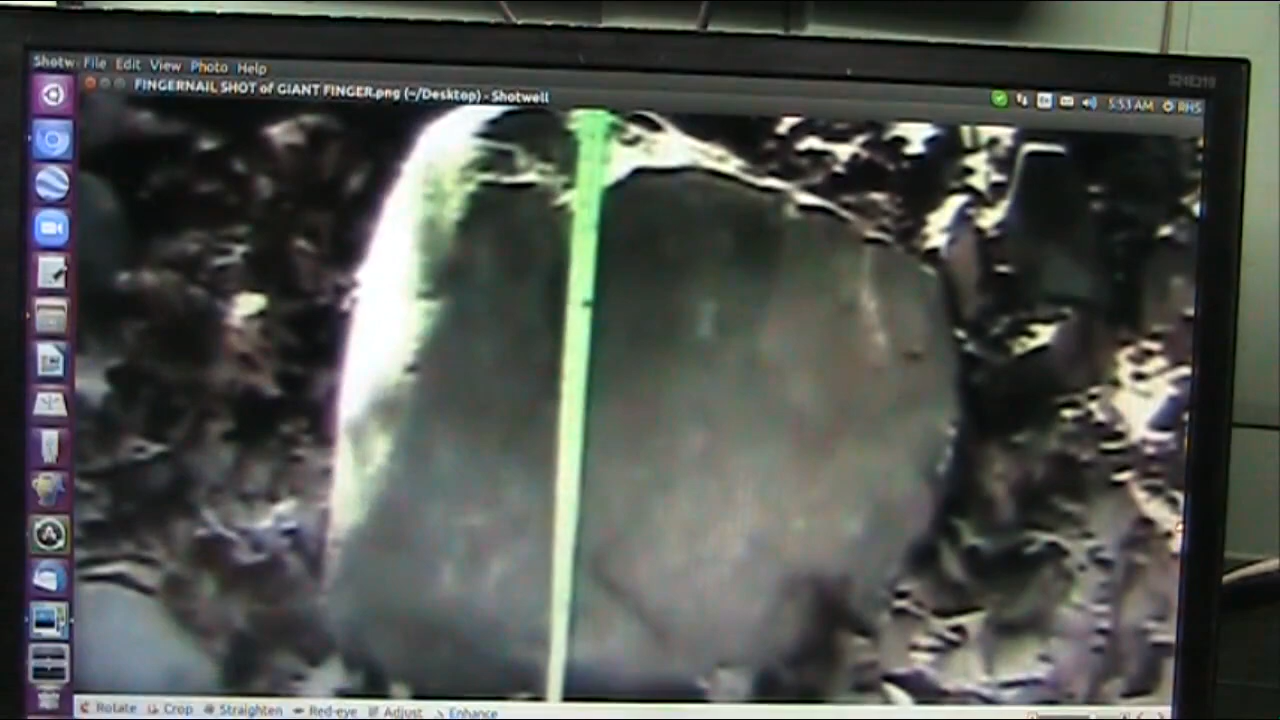 Shotw File Edit View Photo Help
FINGERNAIL SHOT of GIANT FINGER.png (~/Desktop) - Shotwell
5:53 AM RHS
Rotate Crop Straighten Red-eye Adjust Enhance